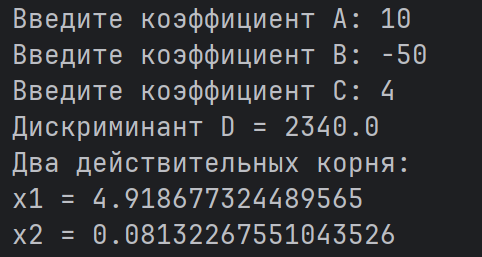 Введите коэффициент A: 10
Введите коэффициент B: -50
Введите коэффициент C: 4
Дискриминант D = 2340.0
Два действительных корня:
x1 = 4.918677324489565
x2 = 0.08132267551043526